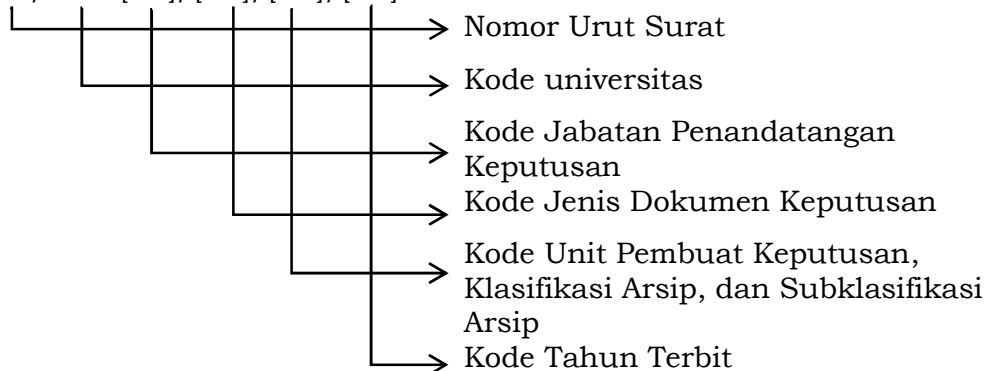 Nomor Urut Surat
Kode universitas
Kode Jabatan Penandatangan
Keputusan
Kode Jenis Dokumen Keputusan
Kode Unit Pembuat Keputusan,
Klasifikasi Arsip, dan Subklasifikasi
Arsip
Kode Tahun Terbit